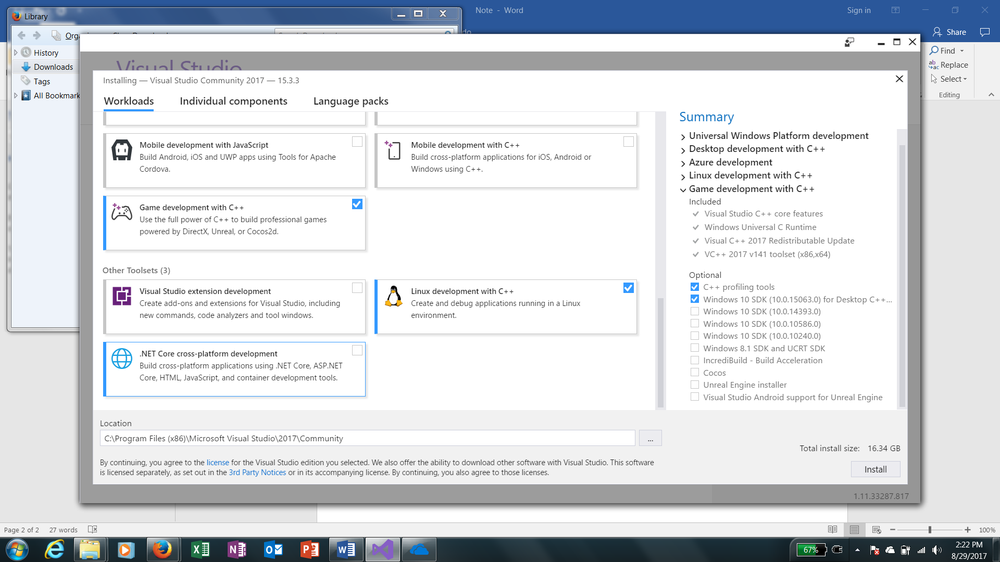 Library
Note - Word
Sign in
Share
History
Downloads
Tags
All Bookmark
Visual Studio
Find
Replace
Select
Editing
Installing — Visual Studio Community 2017 — 15.3.3
Workloads
Individual components
Language packs
Mobile development with JavaScript
Build Android, iOS and UWP apps using Tools for Apache
Cordova.
Mobile development with C++
Build cross-platform applications for iOS, Android or
Windows using C++.
Game development with C++
Use the full power of C++ to build professional games
powered by DirectX, Unreal, or Cocos2d.
Other Toolsets (3)
Visual Studio extension development
Create add-ons and extensions for Visual Studio, including
new commands, code analyzers and tool windows.
Linux development with C++
Create and debug applications running in a Linux
environment.
.NET Core cross-platform development
Build cross-platform applications using .NET Core, ASP.NET
Core, HTML, JavaScript, and container development tools.
Summary
Universal Windows Platform development
Desktop development with C++
Azure development
Linux development with C++
Game development with C++
Included
Visual Studio C++ core features
Windows Universal C Runtime
Visual C++ 2017 Redistributable Update
VC++ 2017 v141 toolset (x86,x64)
Optional
C++ profiling tools
Windows 10 SDK (10.0.15063.0) for Desktop C++...
Windows 10 SDK (10.0.14393.0)
Windows 10 SDK (10.0.10586.0)
Windows 10 SDK (10.0.10240.0)
Windows 8.1 SDK and UCRT SDK
IncrediBuild - Build Acceleration
Cocos
Unreal Engine installer
Visual Studio Android support for Unreal Engine
Location
C:\Program Files (x86)\Microsoft Visual Studio\2017\Community
...
By continuing, you agree to the license for the Visual Studio edition you selected. We also offer the ability to download other software with Visual Studio. This software
is licensed separately, as set out in the 3rd Party Notices or in its accompanying license. By continuing, you also agree to those licenses.
Total install size: 16.34 GB
Install
1.11.33287.817
Page 2 of 2
27 words
100%
67%
2:22 PM
8/29/2017